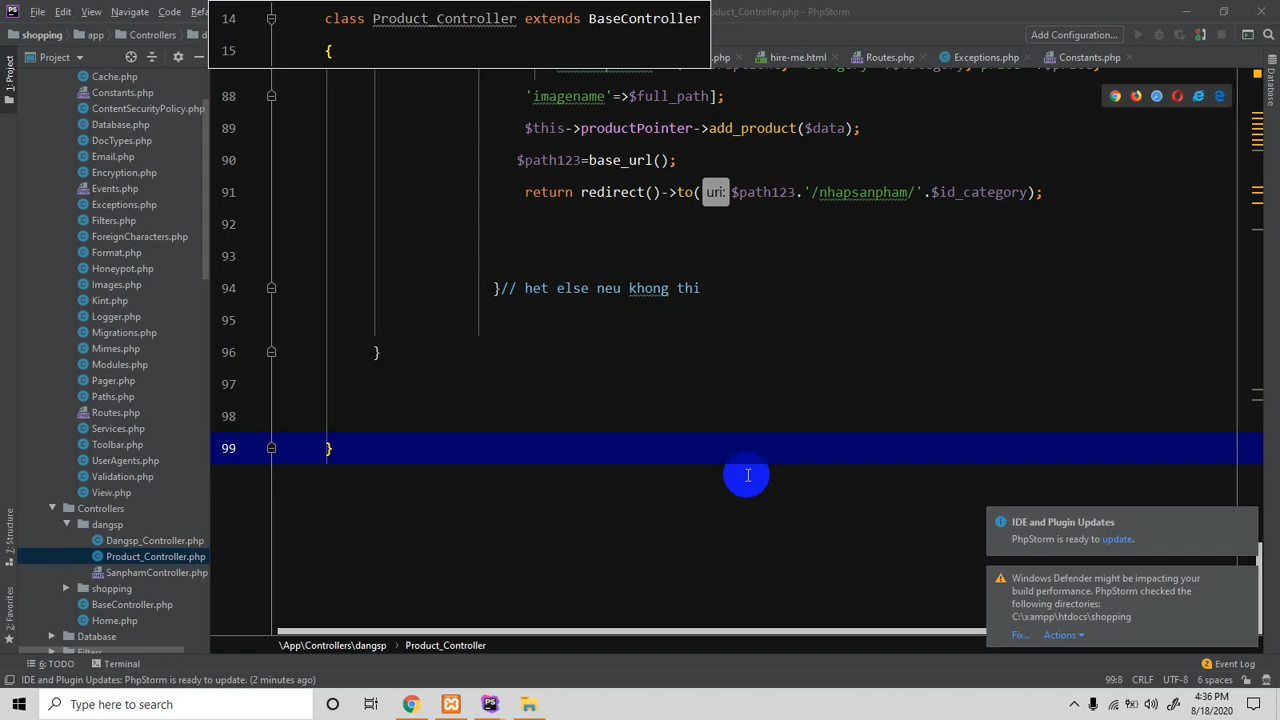 File Edit View Navigate Code Refac
oduct_Controller.php - PhpStorm
shopping app Controllers d
Add Configuration...
Project
.php hire-me.html Routes.php Exceptions.php Constants.php
14 class Product_Controller extends BaseController
15 {
1: Project
Z: Structure
2: Favorites
Database
Cache.php
Constants.php
ContentSecurityPolicy.php
Database.php
DocTypes.php
Email.php
Encryption.php
Events.php
Exceptions.php
Filters.php
ForeignCharacters.php
Format.php
Honeypot.php
Images.php
Kint.php
Logger.php
Migrations.php
Mimes.php
Modules.php
Pager.php
Paths.php
Routes.php
Services.php
Toolbar.php
UserAgents.php
Validation.php
View.php
Controllers
dangsp
Dangsp_Controller.php
Product_Controller.php
SanphamController.php
shopping
BaseController.php
Home.php
Database
Filters
88 'imagename'=>$full_path];
89 $this->productPointer->add_product($data);
90 $path123=base_url();
91 return redirect()->to( uri: $path123.'/nhapsanpham/'.$id_category);
92
93
94 }// het else neu khong thi
95
96 }
97
98
99 }
IDE and Plugin Updates
PhpStorm is ready to update.
Windows Defender might be impacting your
build performance. PhpStorm checked the
following directories:
C:\xampp\htdocs\shopping
Fix... Actions
\App\Controllers\dangsp Product_Controller
6: TODO Terminal
2 Event Log
IDE and Plugin Updates: PhpStorm is ready to update. (2 minutes ago)
99:8 CRLF UTF-8 6 spaces
Type here to search
4:36 PM
8/18/2020